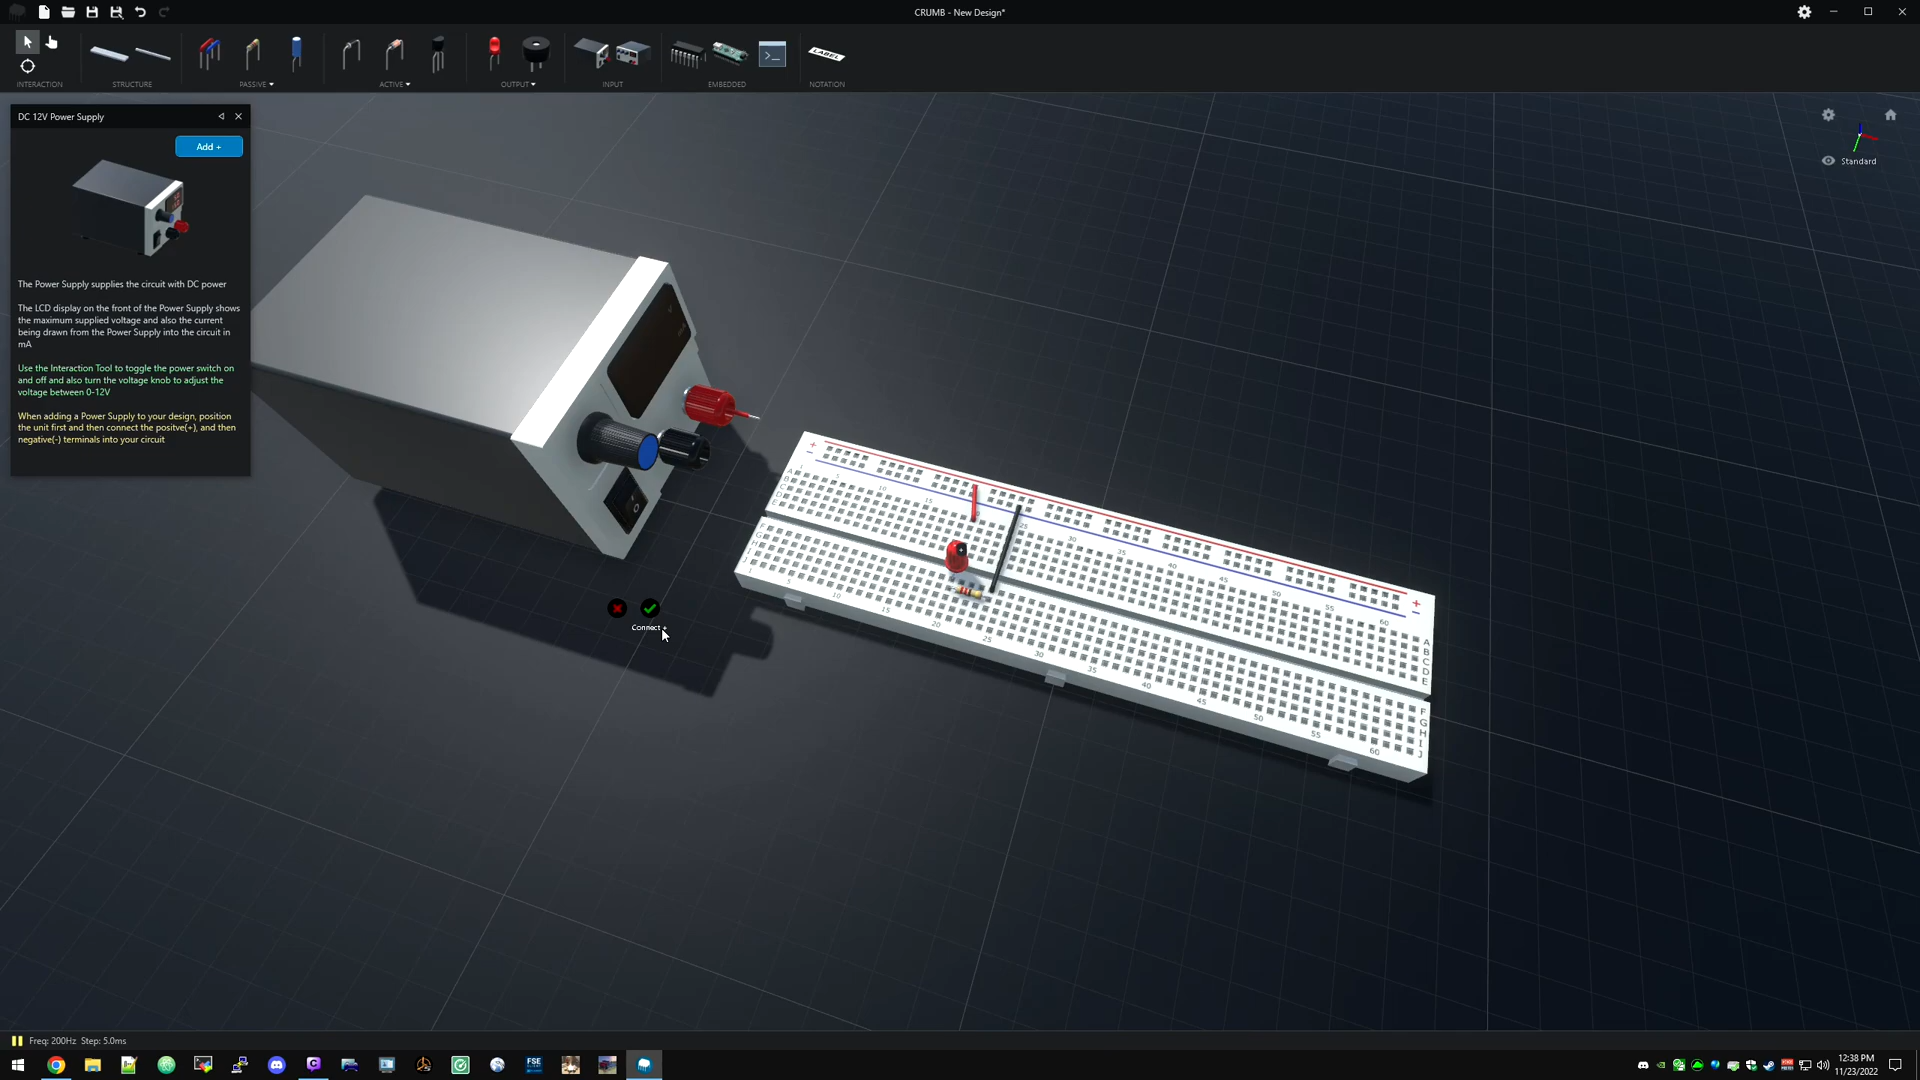 CRUMB - New Design*
LABEL
INTERACTION
STRUCTURE
PASSIVE
ACTIVE
OUTPUT
INPUT
EMBEDDED
NOTATION
DC 12V Power Supply
Add +
The Power Supply supplies the circuit with DC power
The LCD display on the front of the Power Supply shows
the maximum supplied voltage and also the current
being drawn from the Power Supply into the circuit in
mA
Use the Interaction Tool to toggle the power switch on
and off and also turn the voltage knob to adjust the
voltage between 0-12V
When adding a Power Supply to your design, position
the unit first and then connect the positve(+), and then
negative(-) terminals into your circuit
Standard
Connect +
Freq: 200Hz Step: 5.0ms
FSE
12:38 PM
11/23/2022